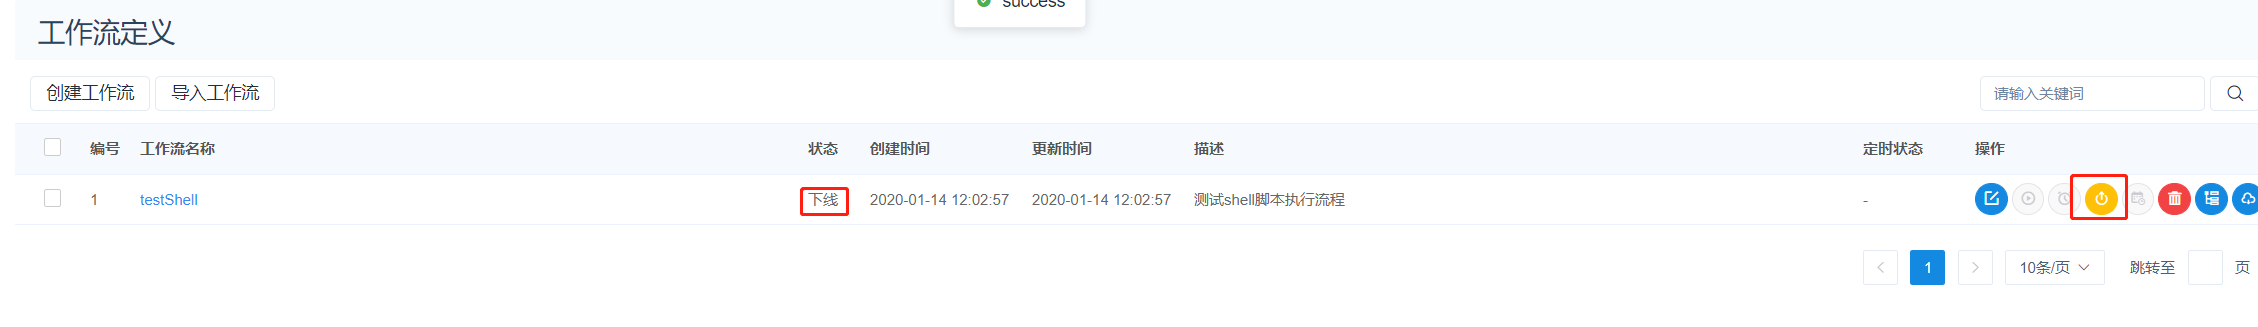 success
工作流定义
创建工作流 导入工作流 请输入关键词
编号 工作流名称 状态 创建时间 更新时间 描述 定时状态 操作
1 testShell 下线 2020-01-14 12:02:57 2020-01-14 12:02:57 测试shell脚本执行流程 -
1 10条/页 跳转至 页